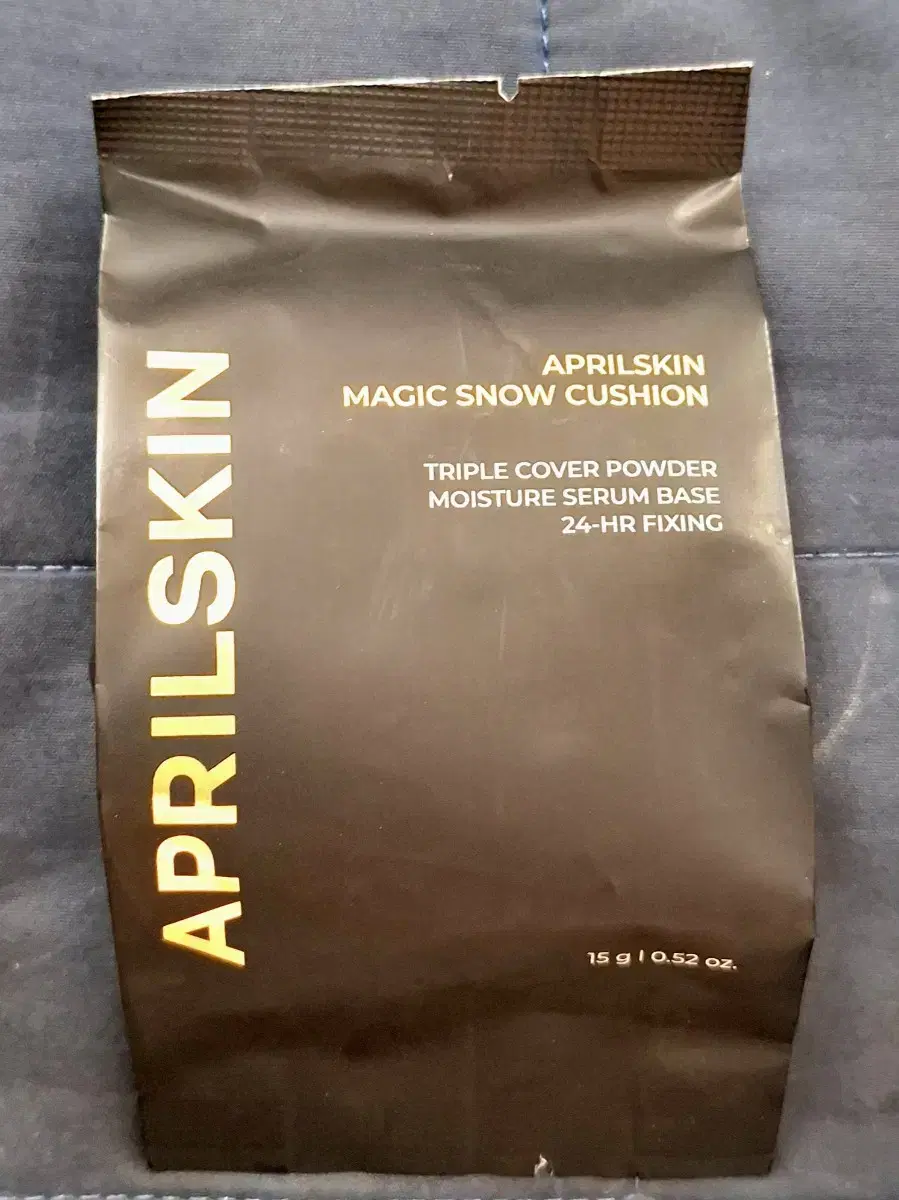 APRILSKIN
APRILSKIN
MAGIC SNOW CUSHION
TRIPLE COVER POWDER
MOISTURE SERUM BASE
24-HR FIXING
15 g | 0.52 oz.